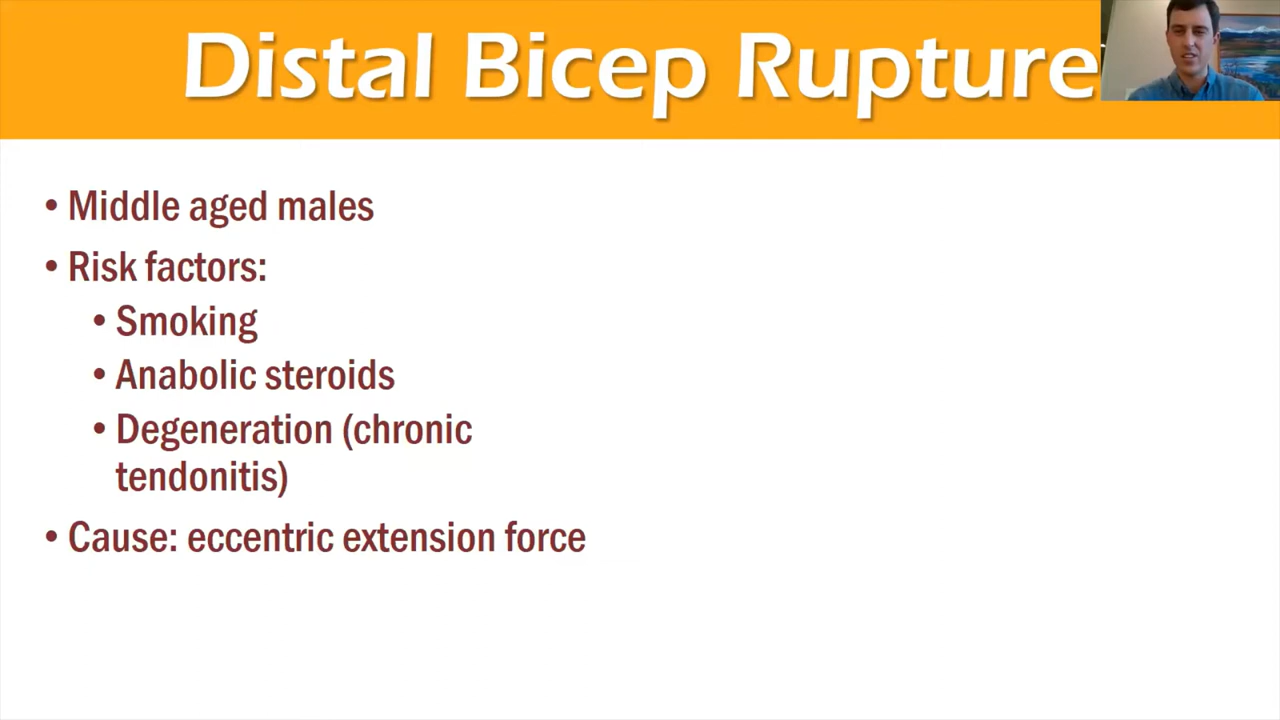 Distal Bicep Rupture
• Middle aged males
• Risk factors:
• Smoking
• Anabolic steroids
• Degeneration (chronic
tendonitis)
• Cause: eccentric extension force